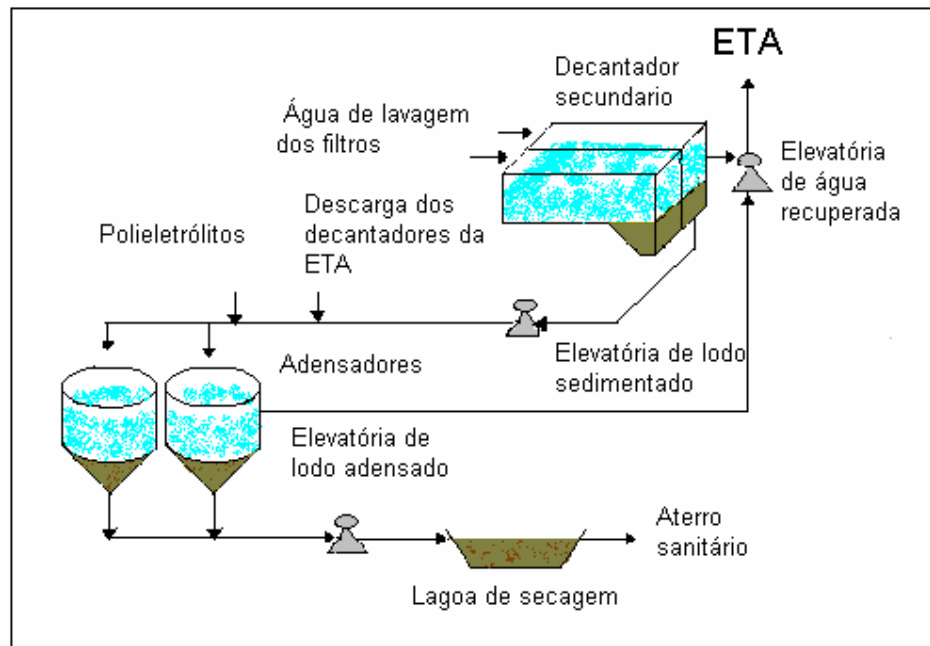 ETA
Decantador
secundario
Água de lavagem
dos filtros
Elevatória
de água
recuperada
Descarga dos
decantadores da
ETA
Polieletrólitos
Adensadores
Elevatória de lodo
sedimentado
Elevatória de
lodo adensado
Aterro
sanitário
Lagoa de secagem